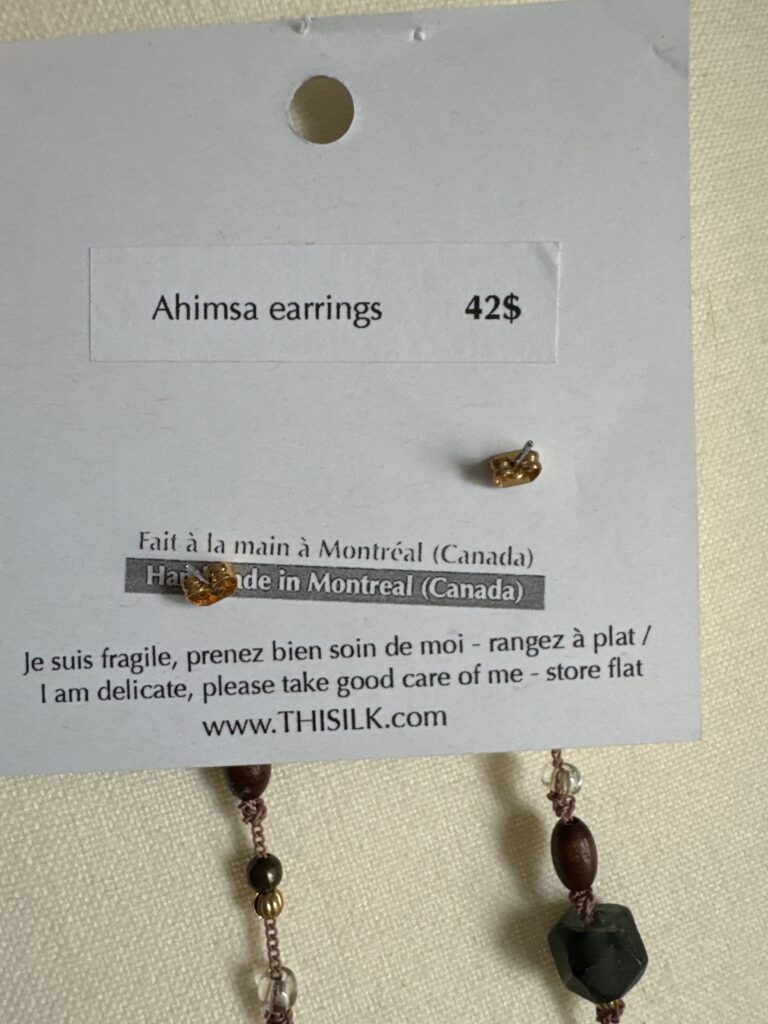 Ahimsa earrings 42$
Fait à la main à Montréal (Canada)
in Montreal (Canada)
Je suis fragile, prenez bien soin de moi - rangez à plat /
I am delicate, please take good care of me - store flat
www.THISILK.com